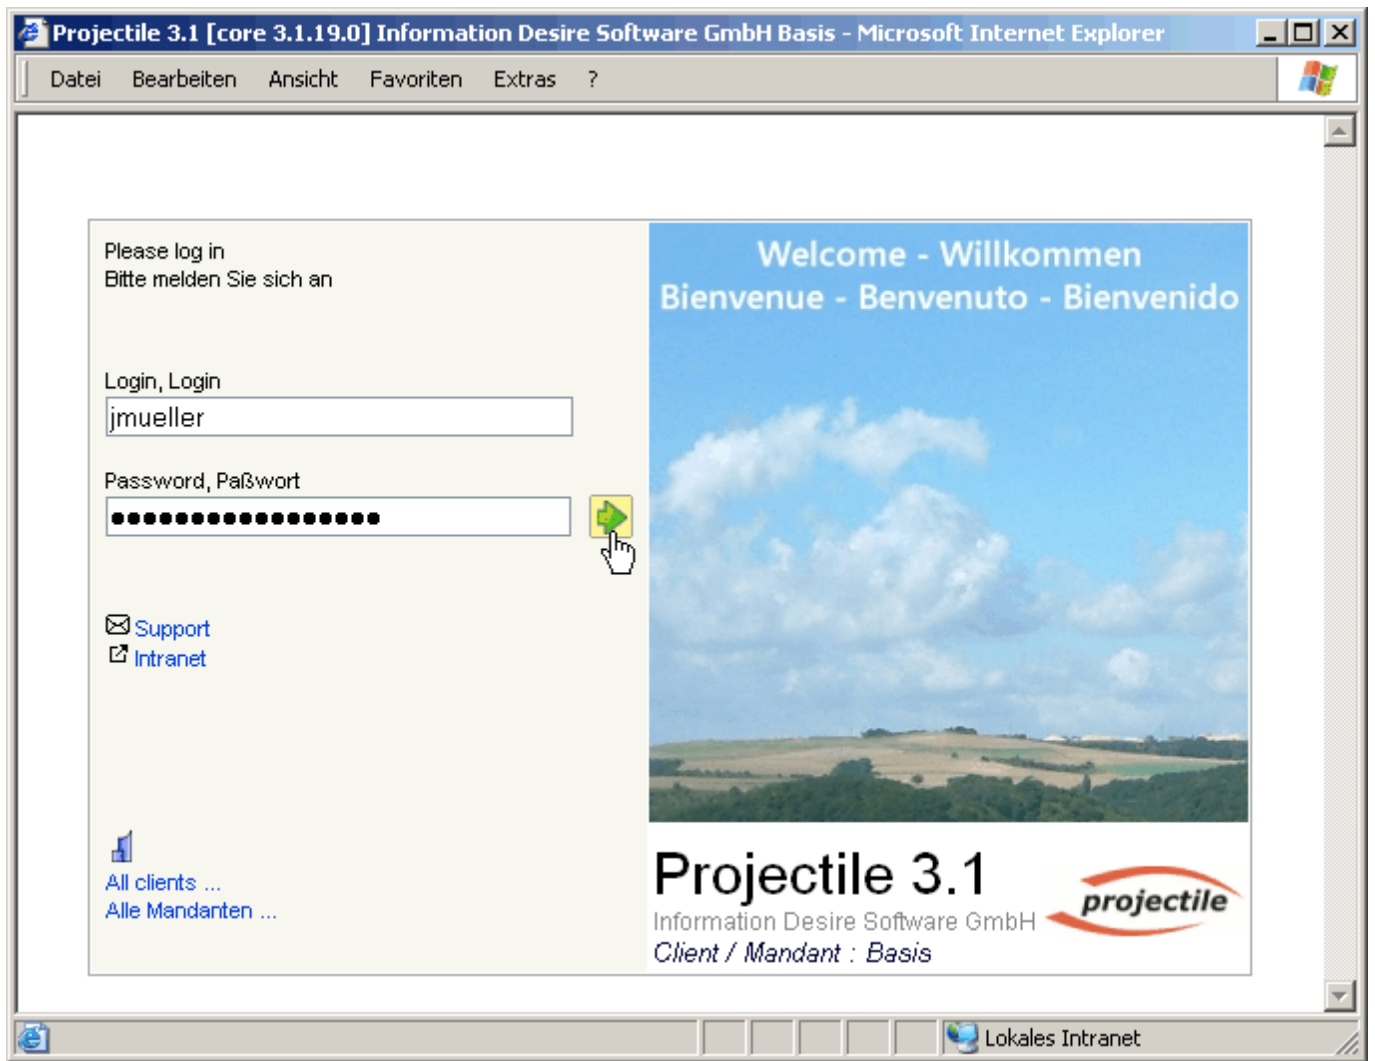 Projectile 3.1 [core 3.1.19.0] Information Desire Software GmbH Basis - Microsoft Internet Explorer
Datei Bearbeiten Ansicht Favoriten Extras ?
Please log in
Bitte melden Sie sich an
Login, Login
jmueller
Password, Paßwort
●●●●●●●●●●●●●●●●●
Support
Intranet
All clients ...
Alle Mandanten ...
Welcome - Willkommen
Bienvenue - Benvenuto - Bienvenido
Projectile 3.1
Information Desire Software GmbH
Client / Mandant : Basis
projectile
Lokales Intranet